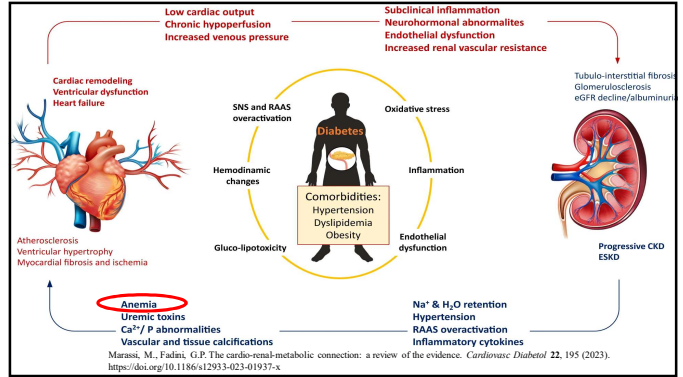 Low cardiac output
Chronic hypoperfusion
Increased venous pressure
Subclinical inflammation
Neurohormonal abnormalites
Endothelial dysfunction
Increased renal vascular resistance
Cardiac remodeling
Ventricular dysfunction
Heart failure
Tubulo-interstitial fibrosis
Glomerulosclerosis
eGFR decline/albuminuria
SNS and RAAS
overactivation
Oxidative stress
Diabetes
Hemodinamic
changes
Inflammation
Comorbidities:
Hypertension
Dyslipidemia
Obesity
Gluco-lipotoxicity
Endothelial
dysfunction
Atherosclerosis
Ventricular hypertrophy
Myocardial fibrosis and ischemia
Progressive CKD
ESKD
Anemia
Uremic toxins
Ca²⁺/ P abnormalities
Vascular and tissue calcifications
Na⁺ & H₂O retention
Hypertension
RAAS overactivation
Inflammatory cytokines
Marassi, M., Fadini, G.P. The cardio-renal-metabolic connection: a review of the evidence. Cardiovasc Diabetol 22, 195 (2023).
https://doi.org/10.1186/s12933-023-01937-x